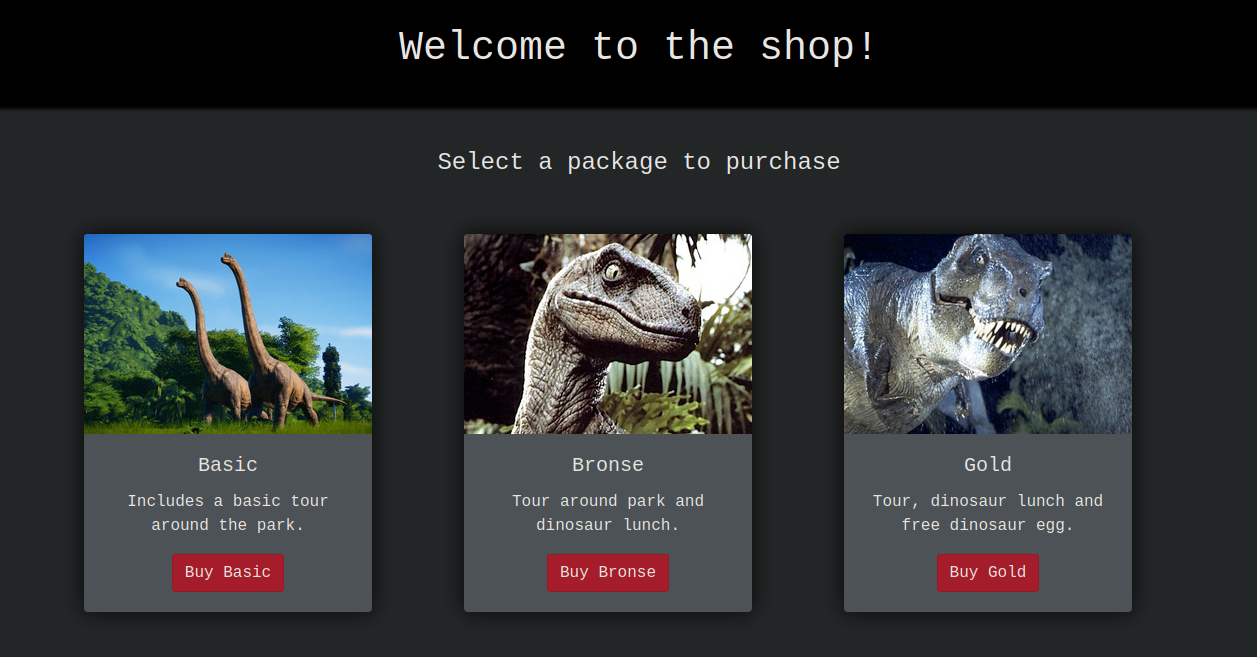 Welcome to the shop!
Select a package to purchase
Basic
Includes a basic tour
around the park.
Buy Basic
Bronse
Tour around park and
dinosaur lunch.
Buy Bronse
Gold
Tour, dinosaur lunch and
free dinosaur egg.
Buy Gold